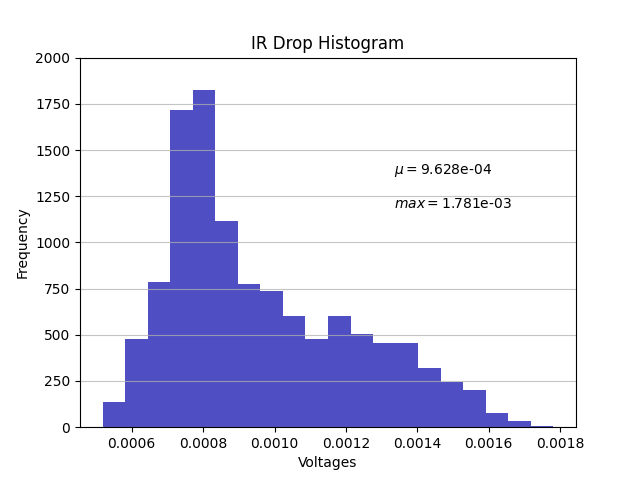 IR Drop Histogram
2000
1750
1500
1250
1000
750
500
250
0
Frequency
μ = 9.628e-04
max = 1.781e-03
0.0006 0.0008 0.0010 0.0012 0.0014 0.0016 0.0018
Voltages